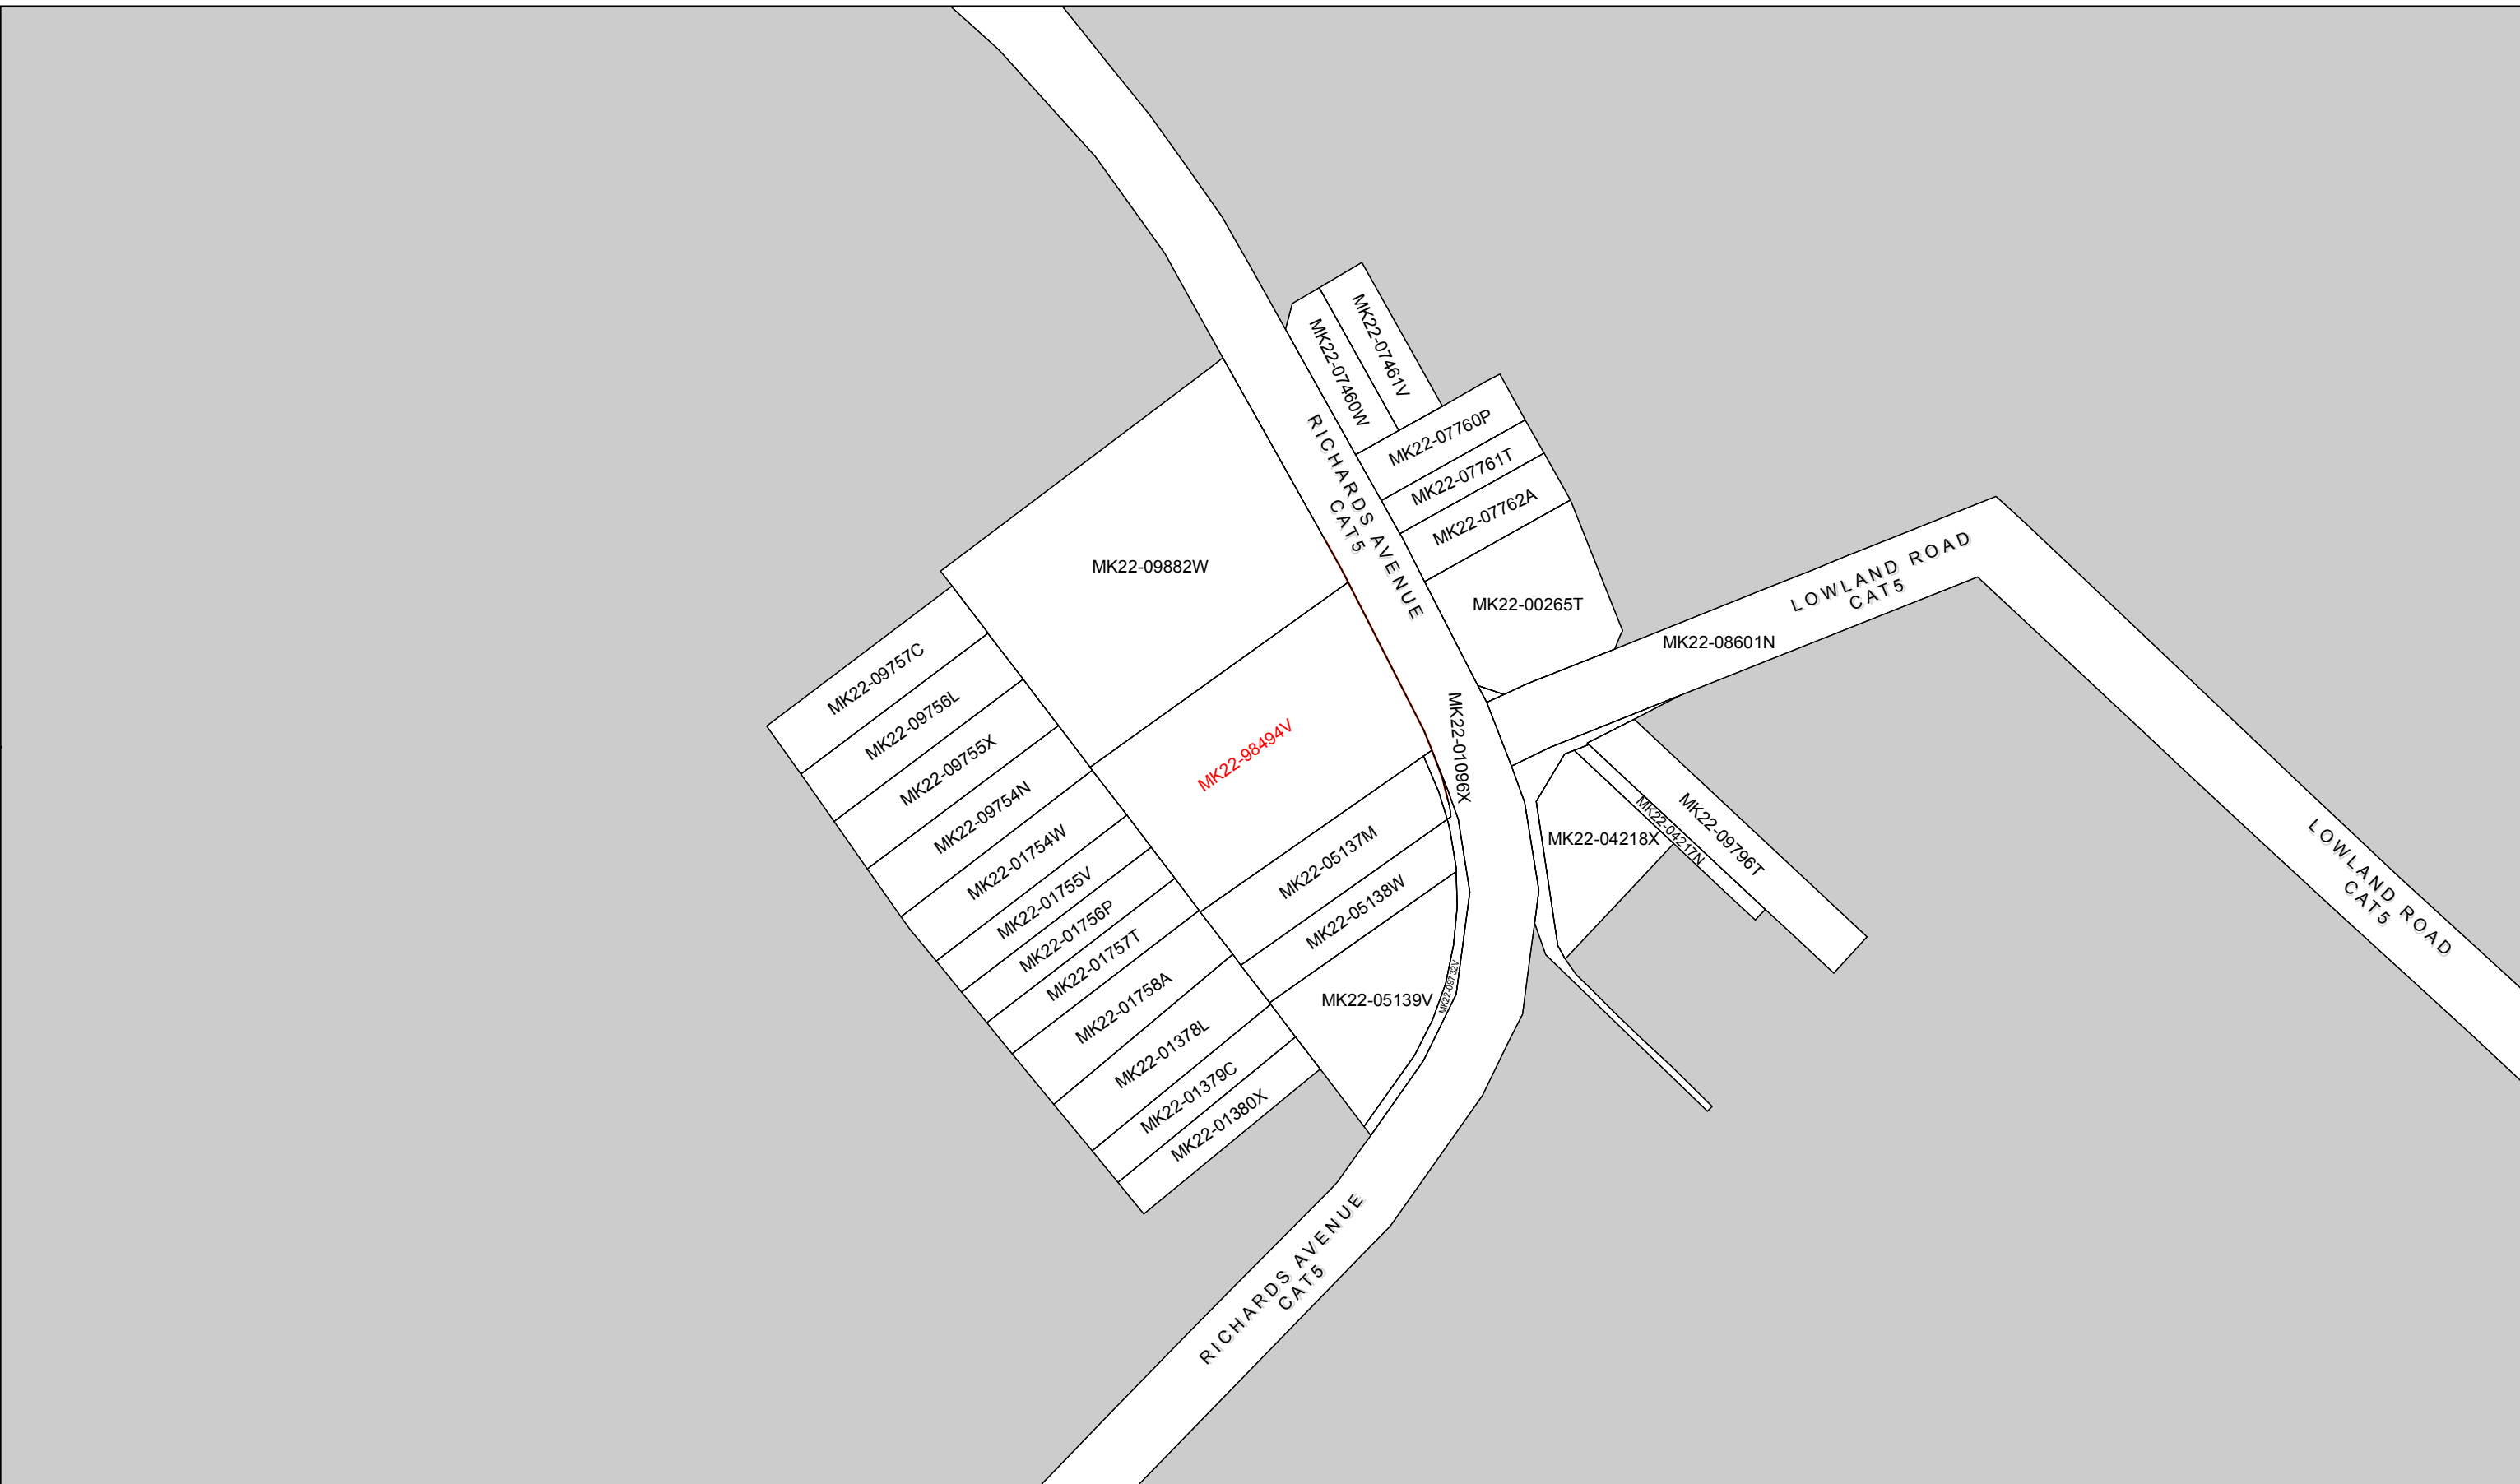 MK22-07461V
MK22-07460W
RICHARDS AVENUE
CAT5
MK22-07760P
MK22-07761T
MK22-07762A
MK22-09882W
MK22-00265T
LOWLAND ROAD
CAT5
MK22-08601N
MK22-09757C
MK22-09756L
MK22-09755X
MK22-09754N
MK22-98494V
MK22-01096X
MK22-01754W
MK22-01755V
MK22-01756P
MK22-01757T
MK22-01758A
MK22-01378L
MK22-01379C
MK22-01380X
MK22-05137M
MK22-05138W
MK22-05139V
MK22-09732V
MK22-04218X
MK22-04217N
MK22-09796T
LOWLAND ROAD
CAT5
RICHARDS AVENUE
CAT5